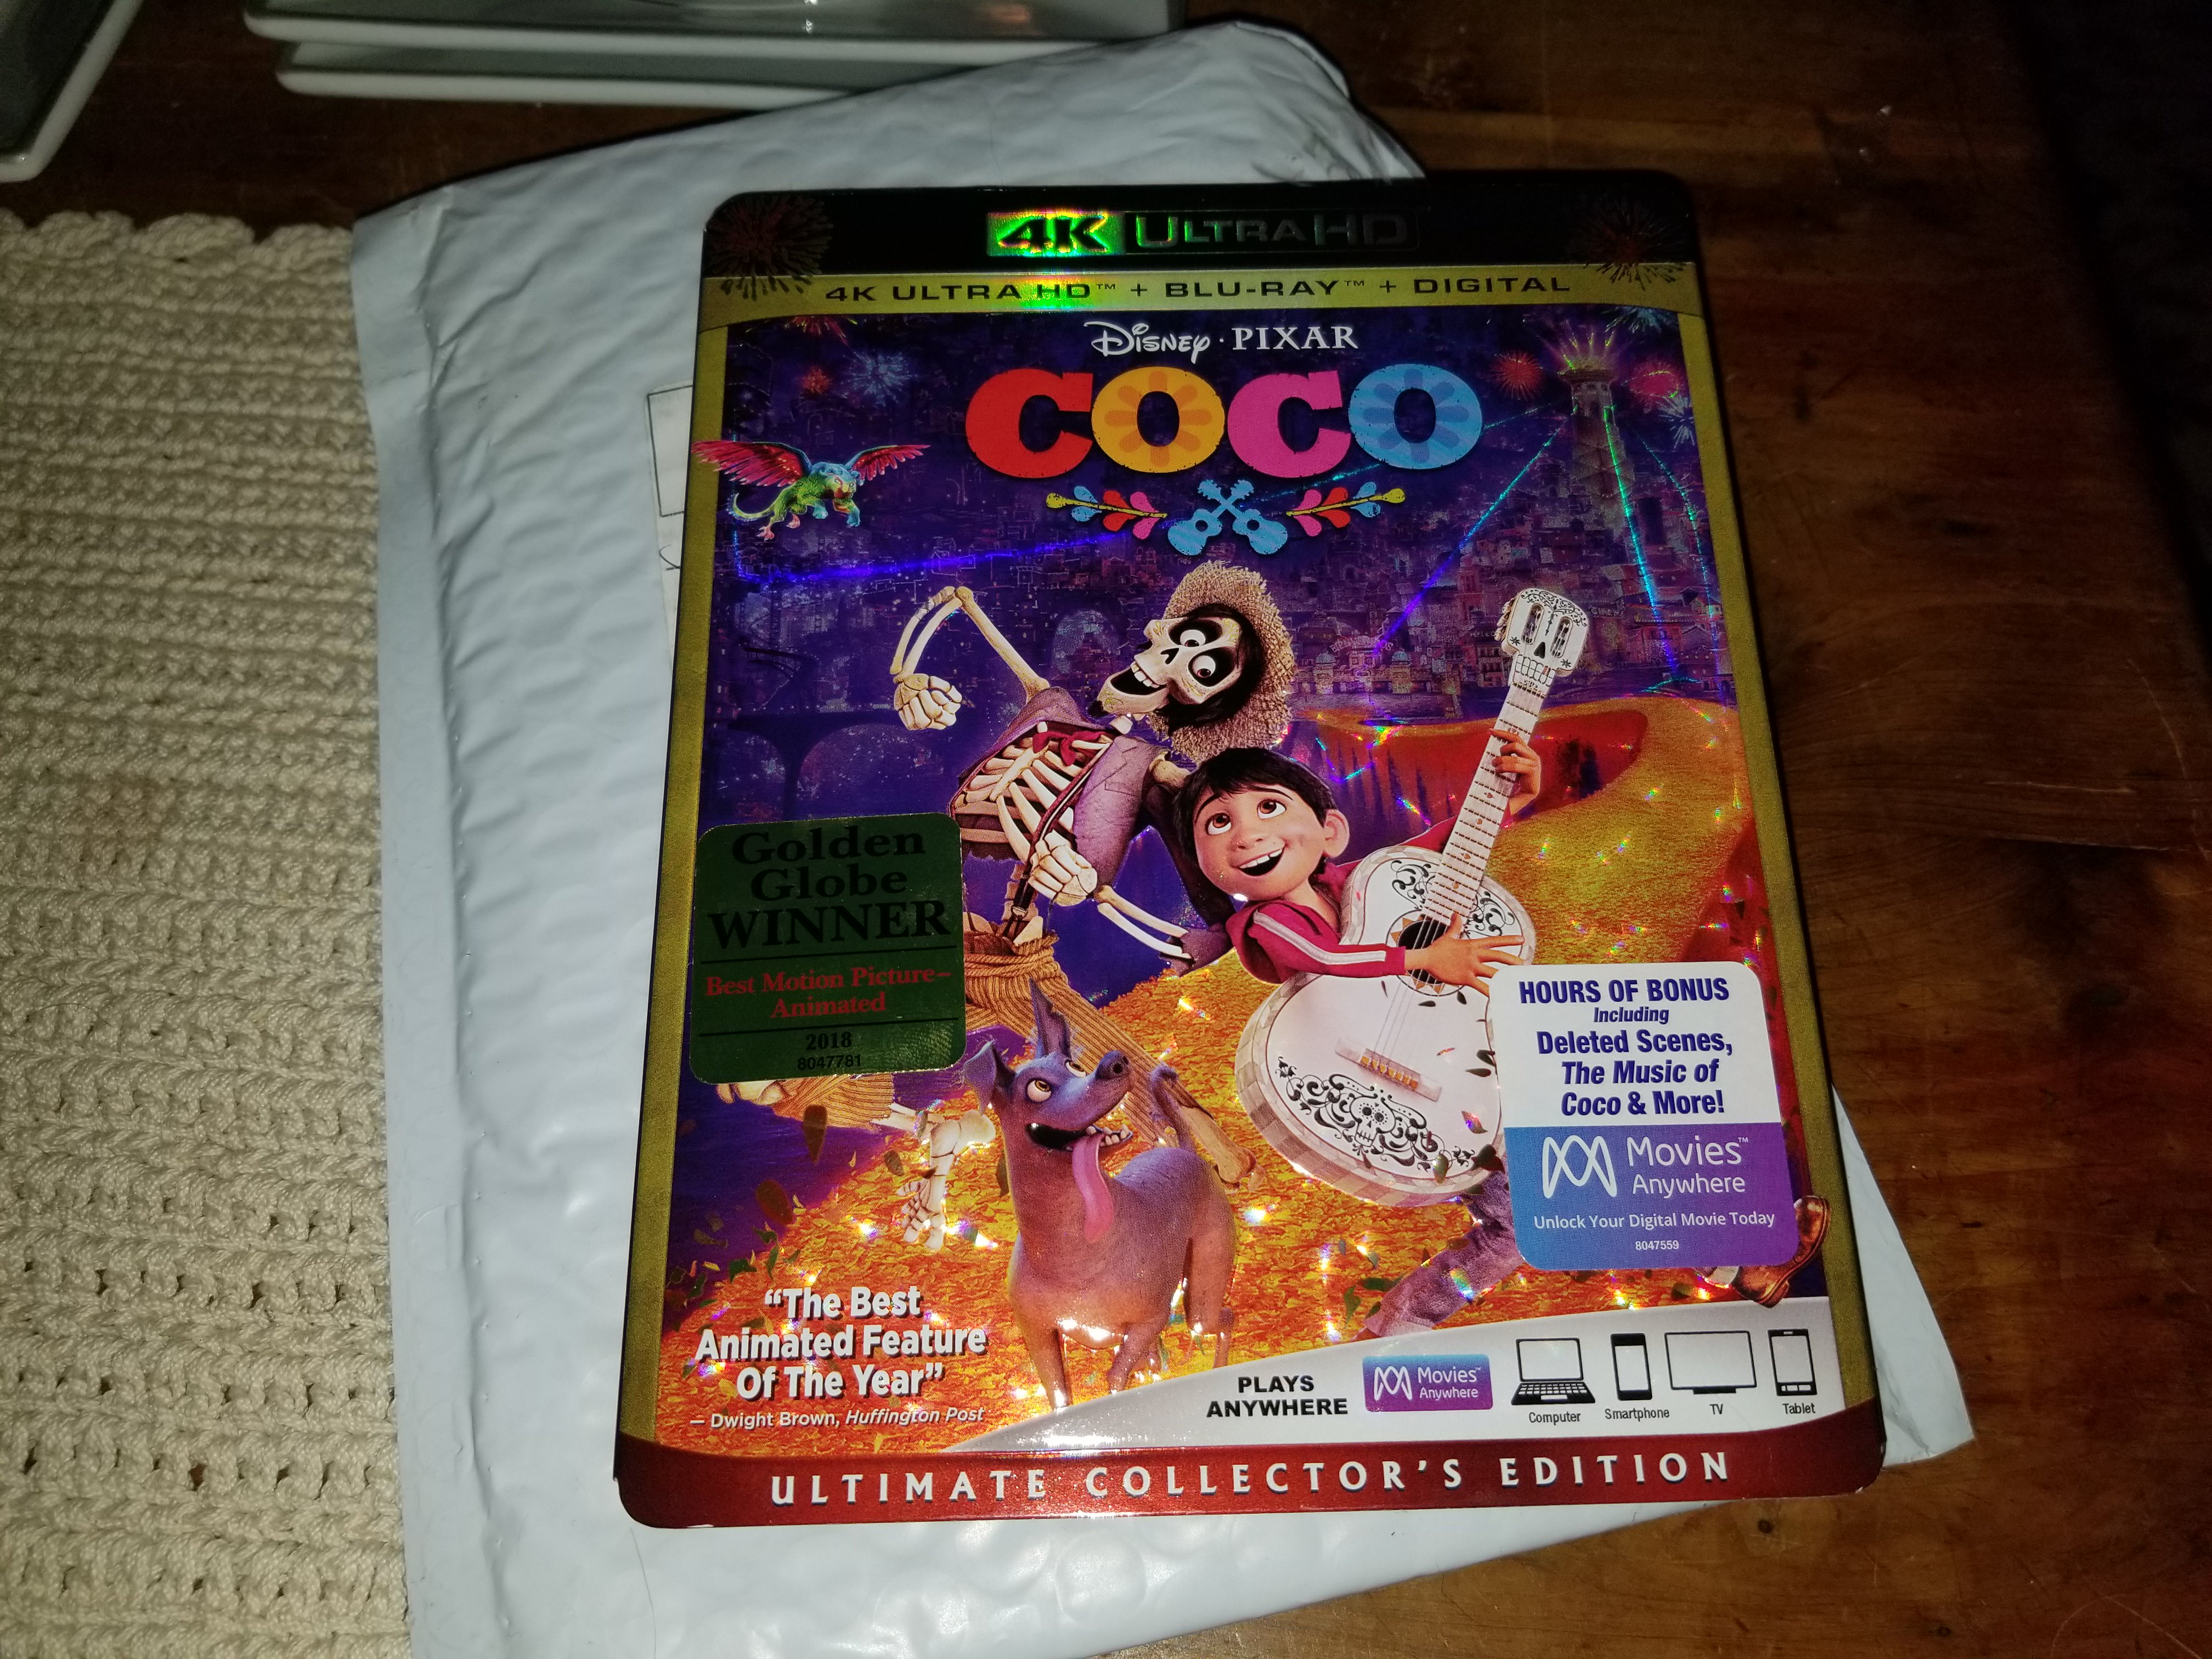 4K ULTRA HD
4K ULTRA HD™ + BLU-RAY™ + DIGITAL
Disney · PIXAR
COCO
Golden
Globe
WINNER
Best Motion Picture–
Animated
2018
8047781
HOURS OF BONUS
Including
Deleted Scenes,
The Music of
Coco & More!
Movies™
Anywhere
Unlock Your Digital Movie Today
8047559
“The Best
Animated Feature
Of The Year”
— Dwight Brown, Huffington Post
PLAYS
ANYWHERE
Movies™
Anywhere
Computer
Smartphone
TV
Tablet
ULTIMATE COLLECTOR'S EDITION